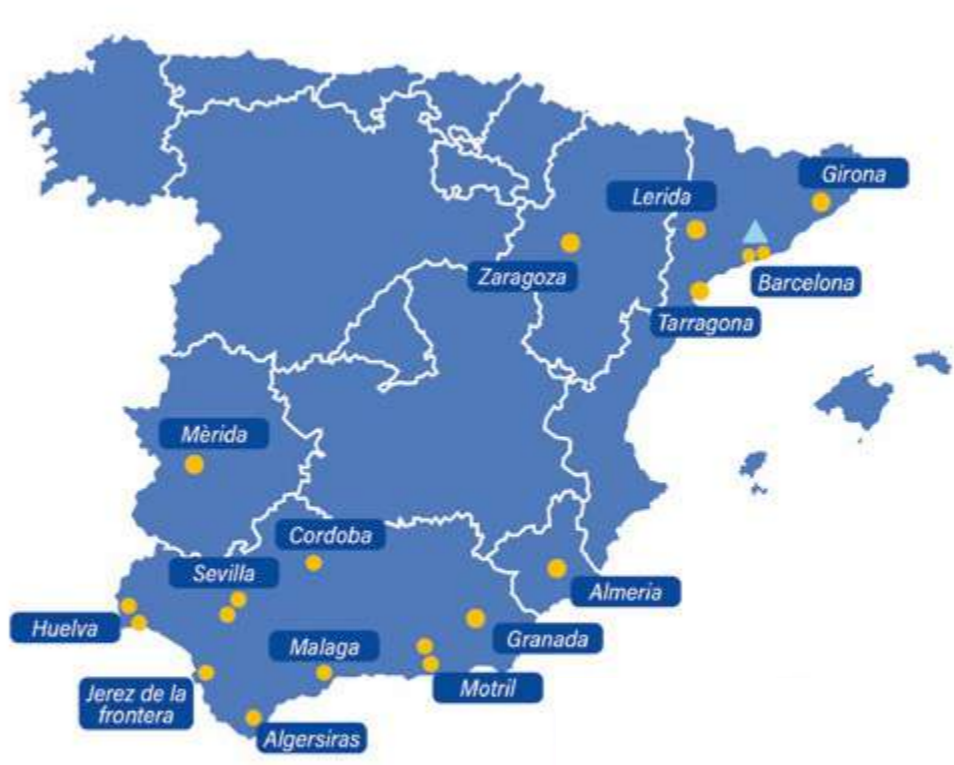 Girona
Lerida
Zaragoza
Barcelona
Tarragona
Mèrida
Cordoba
Sevilla
Almeria
Huelva
Malaga
Granada
Jerez de la
frontera
Motril
Algersiras